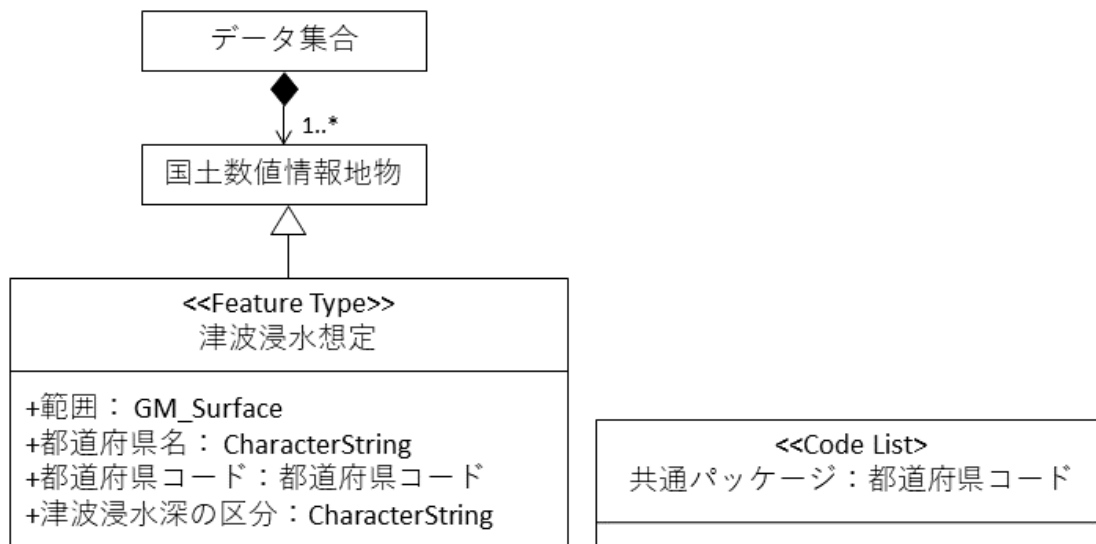 データ集合
1..*
国土数値情報地物
<<Feature Type>>
津波浸水想定
+範囲： GM_Surface
+都道府県名： CharacterString
+都道府県コード：都道府県コード
+津波浸水深の区分：CharacterString
<<Code List>
共通パッケージ：都道府県コード